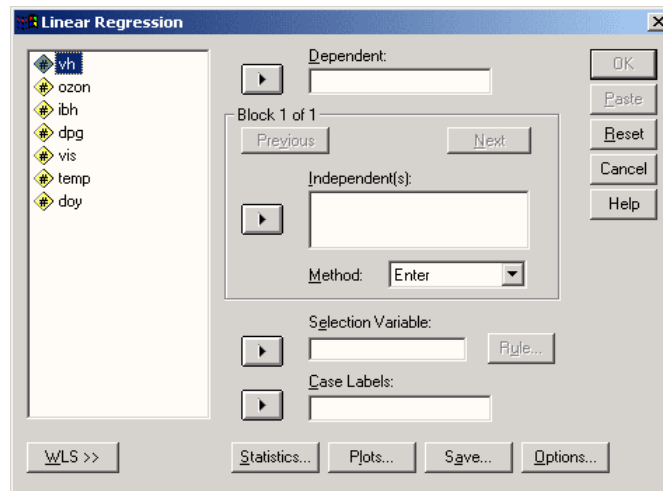 Linear Regression
vh
ozon
ibh
dpg
vis
temp
doy
Dependent:
Block 1 of 1
Previous
Next
Independent(s):
Method:
Enter
Selection Variable:
Rule...
Case Labels:
OK
Paste
Reset
Cancel
Help
WLS >>
Statistics...
Plots...
Save...
Options...